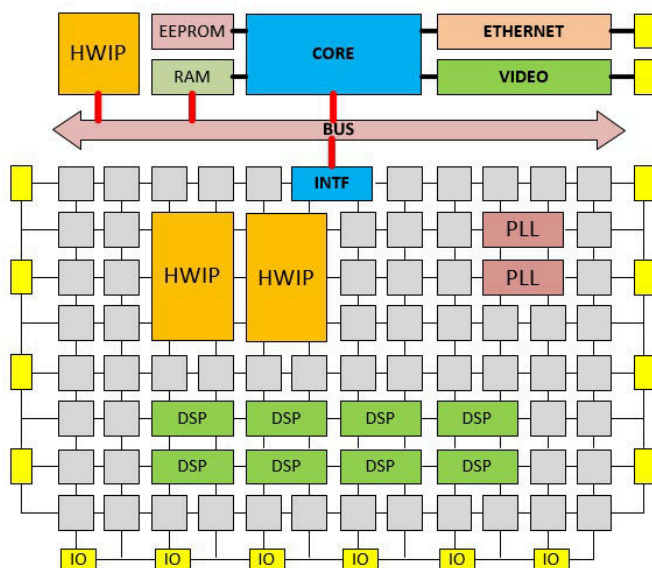 HWIP
EEPROM
CORE
ETHERNET
RAM
VIDEO
BUS
INTF
HWIP
HWIP
PLL
PLL
DSP
DSP
DSP
DSP
DSP
DSP
DSP
DSP
IO
IO
IO
IO
IO
IO